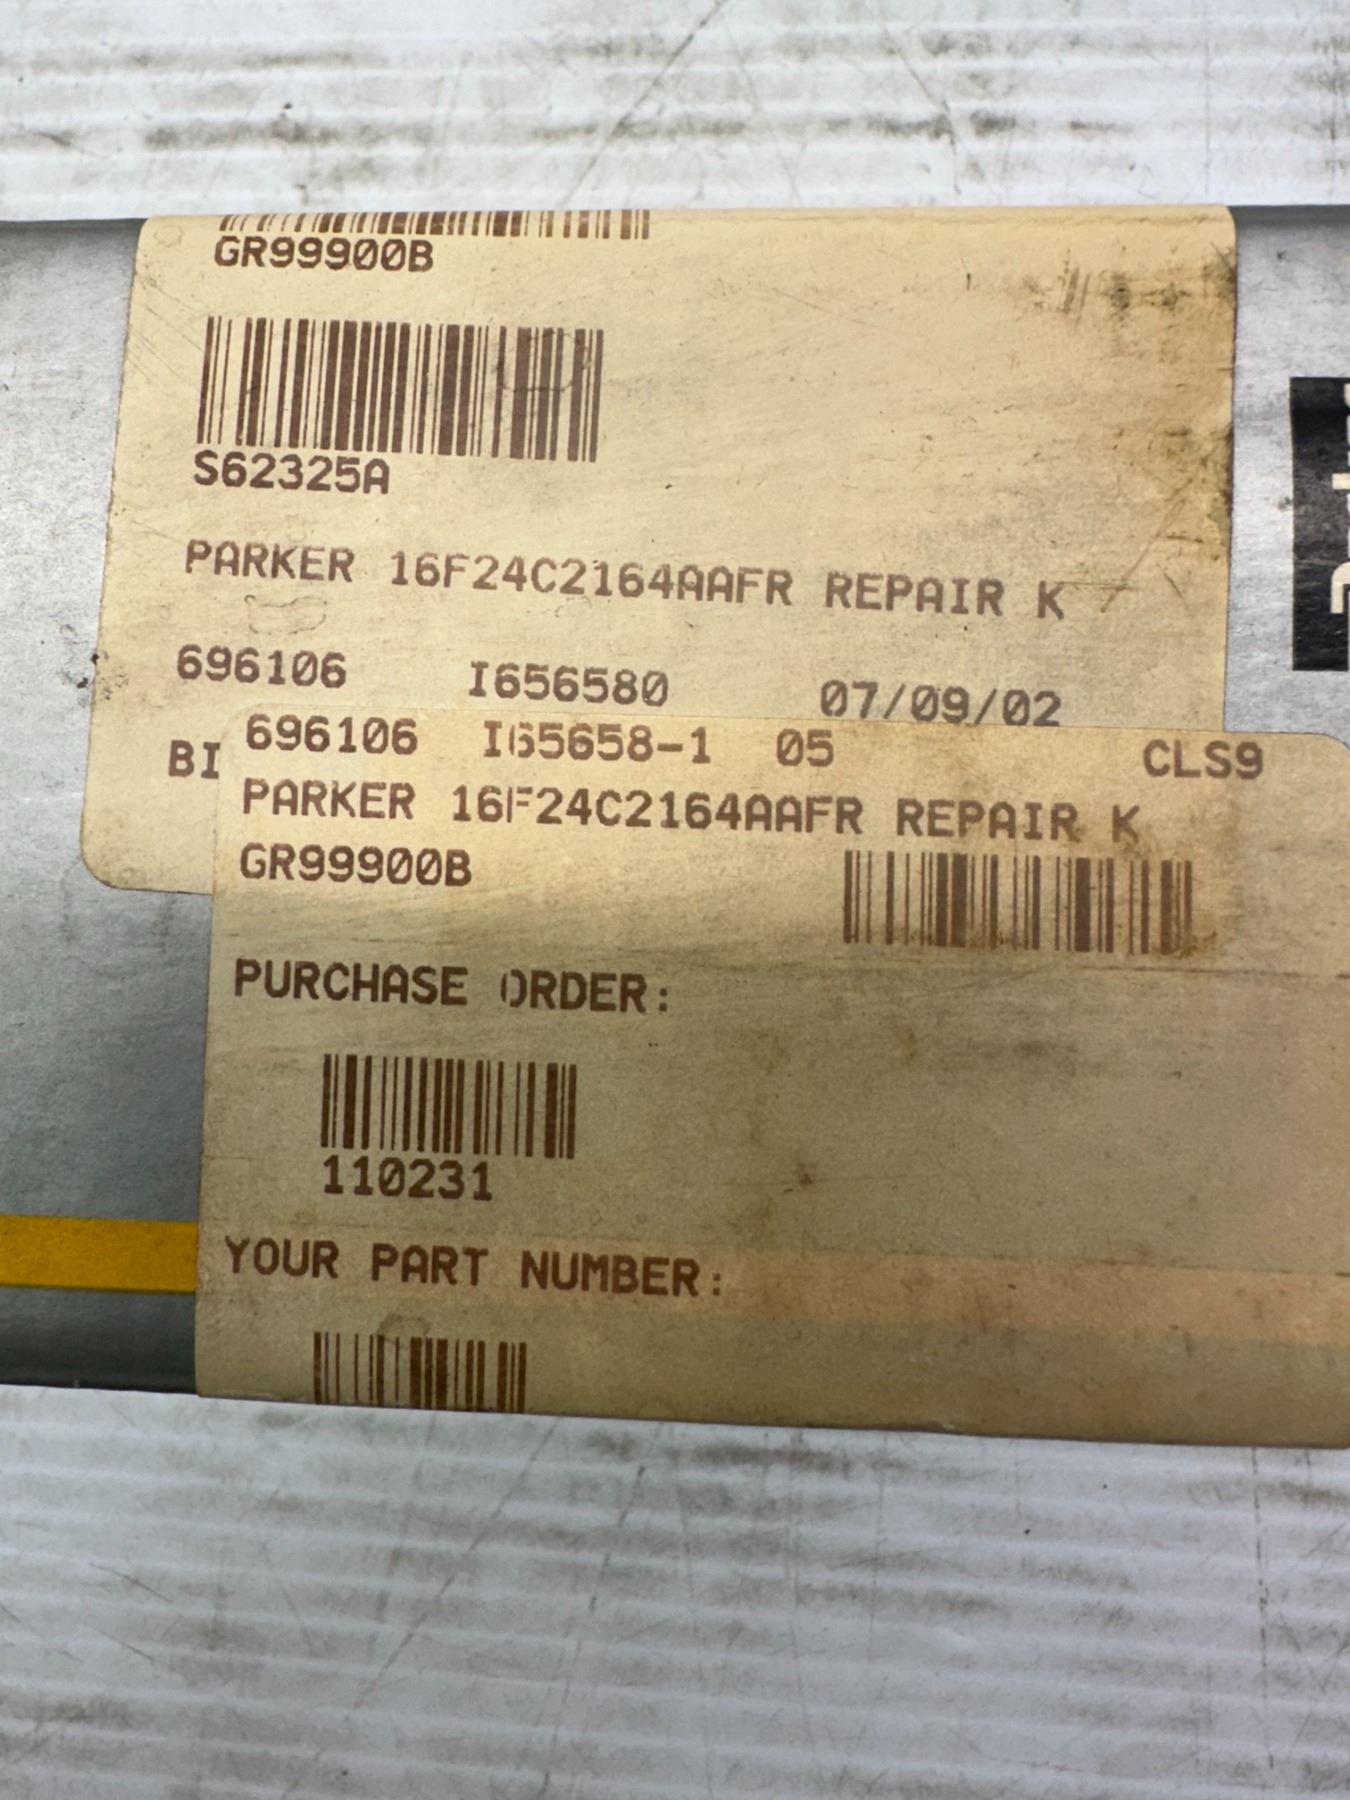 GR99900B
S62325A
PARKER 16F24C2164AAFR REPAIR K
696106 I656580 07/09/02
BI
696106 I65658-1 05 CLS9
PARKER 16F24C2164AAFR REPAIR K
GR99900B
PURCHASE ORDER:
110231
YOUR PART NUMBER: